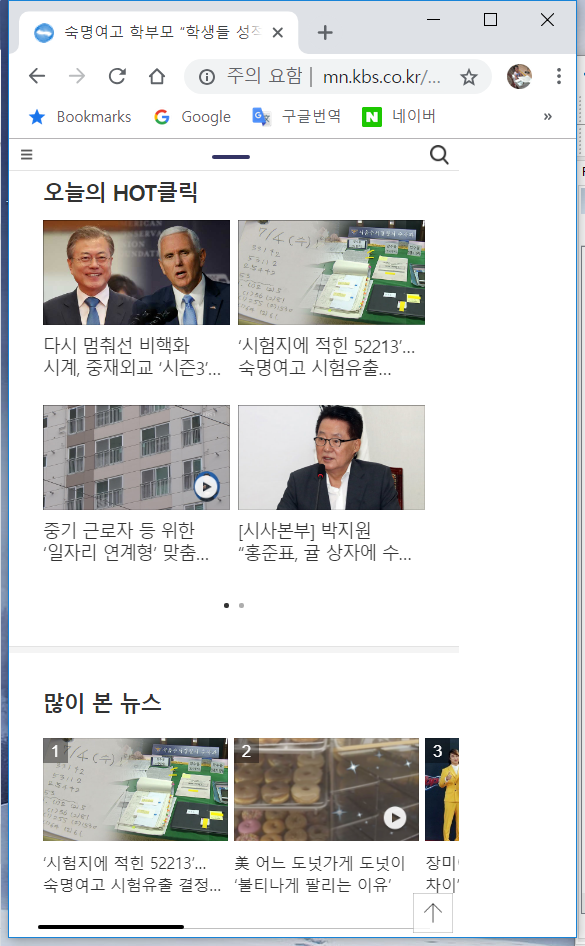 숙명여고 학부모 “학생들 성적
주의 요함 | mn.kbs.co.kr/...
Bookmarks
Google
구글번역
네이버
»
오늘의 HOT클릭
다시 멈춰선 비핵화
시계, 중재외교 ‘시즌3’...
‘시험지에 적힌 52213’...
숙명여고 시험유출...
중기 근로자 등 위한
‘일자리 연계형’ 맞춤...
[시사본부] 박지원
“홍준표, 귤 상자에 수...
많이 본 뉴스
1
2
3
‘시험지에 적힌 52213’...
숙명여고 시험유출 결정...
美 어느 도넛가게 도넛이
‘불티나게 팔리는 이유’
장미
차이’